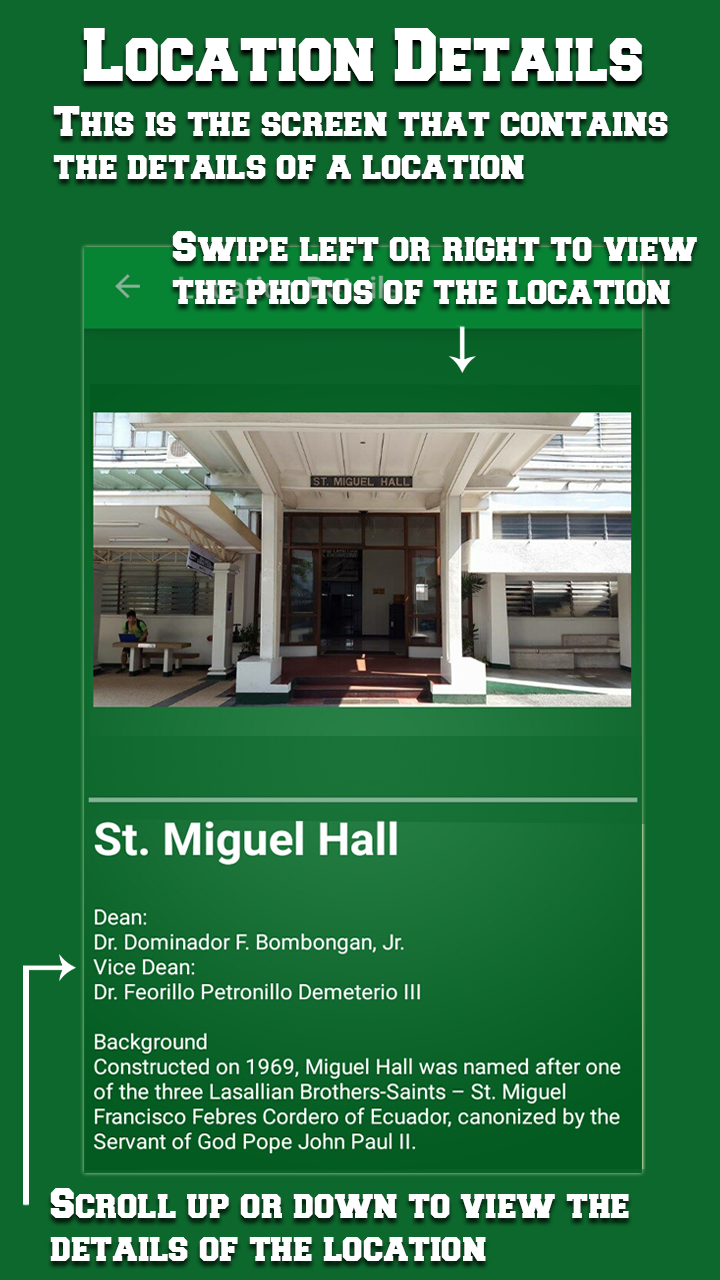 Location Details
This is the screen that contains
the details of a location
Swipe left or right to view
the photos of the location
Location Details
ST. MIGUEL HALL
St. Miguel Hall
Dean:
Dr. Dominador F. Bombongan, Jr.
Vice Dean:
Dr. Feorillo Petronillo Demeterio III
Background
Constructed on 1969, Miguel Hall was named after one
of the three Lasallian Brothers-Saints – St. Miguel
Francisco Febres Cordero of Ecuador, canonized by the
Servant of God Pope John Paul II.
Scroll up or down to view the
details of the location